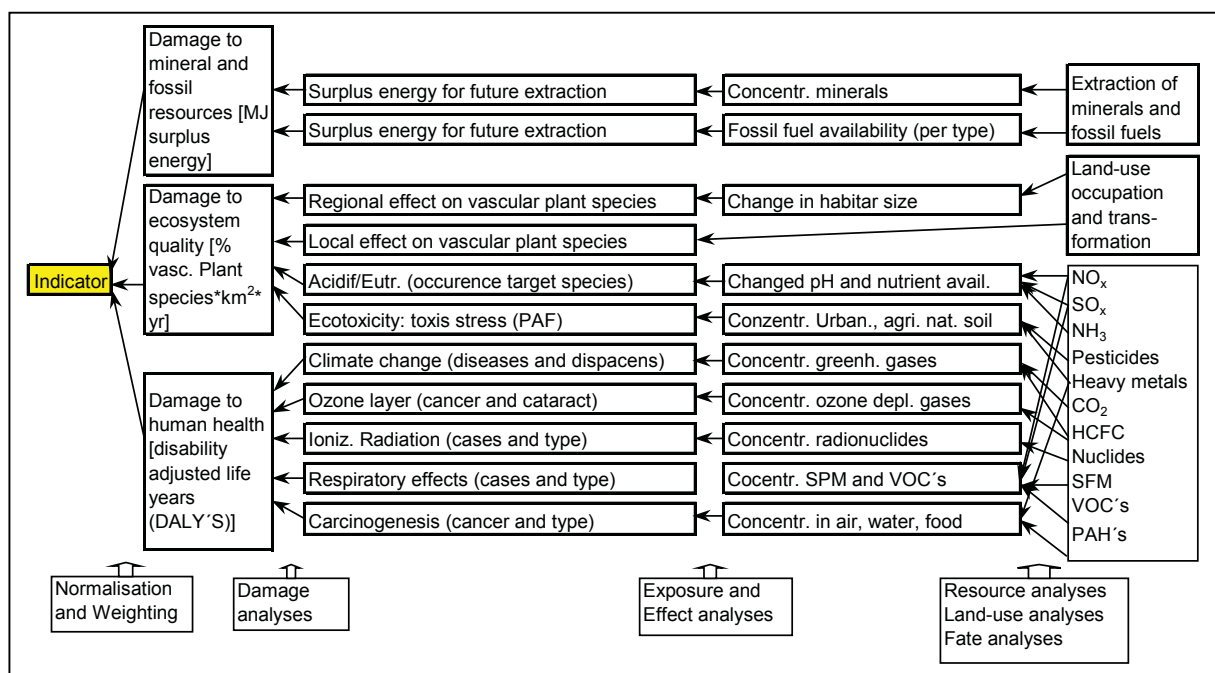 Damage to
mineral and
fossil
resources [MJ
surplus
energy]
Surplus energy for future extraction
Concentr. minerals
Extraction of
minerals and
fossil fuels
Surplus energy for future extraction
Fossil fuel availability (per type)
Damage to
ecosystem
quality [%
vasc. Plant
species*km²*
yr]
Regional effect on vascular plant species
Change in habitar size
Land-use
occupation
and trans-
formation
Local effect on vascular plant species
Indicator
Acidif/Eutr. (occurence target species)
Changed pH and nutrient avail.
Ecotoxicity: toxis stress (PAF)
Conzentr. Urban., agri. nat. soil
Damage to
human health
[disability
adjusted life
years
(DALY´S)]
Climate change (diseases and dispacens)
Concentr. greenh. gases
Ozone layer (cancer and cataract)
Concentr. ozone depl. gases
Ioniz. Radiation (cases and type)
Concentr. radionuclides
Respiratory effects (cases and type)
Cocentr. SPM and VOC´s
Carcinogenesis (cancer and type)
Concentr. in air, water, food
NOₓ
SOₓ
NH₃
Pesticides
Heavy metals
CO₂
HCFC
Nuclides
SFM
VOC´s
PAH´s
Normalisation
and Weighting
Damage
analyses
Exposure and
Effect analyses
Resource analyses
Land-use analyses
Fate analyses